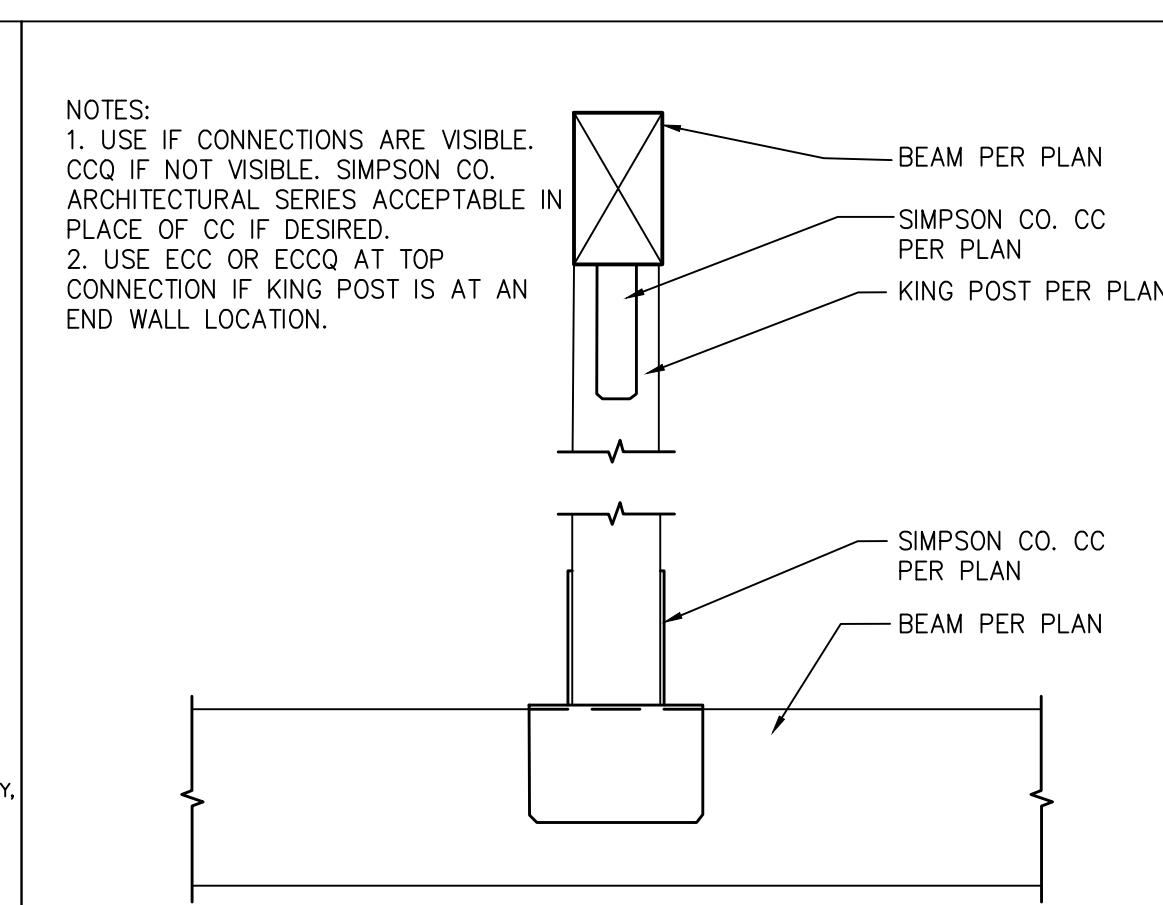 NOTES:
1. USE IF CONNECTIONS ARE VISIBLE.
CCQ IF NOT VISIBLE. SIMPSON CO.
ARCHITECTURAL SERIES ACCEPTABLE IN
PLACE OF CC IF DESIRED.
2. USE ECC OR ECCQ AT TOP
CONNECTION IF KING POST IS AT AN
END WALL LOCATION.
BEAM PER PLAN
SIMPSON CO. CC
PER PLAN
KING POST PER PLAN
SIMPSON CO. CC
PER PLAN
BEAM PER PLAN
Y,